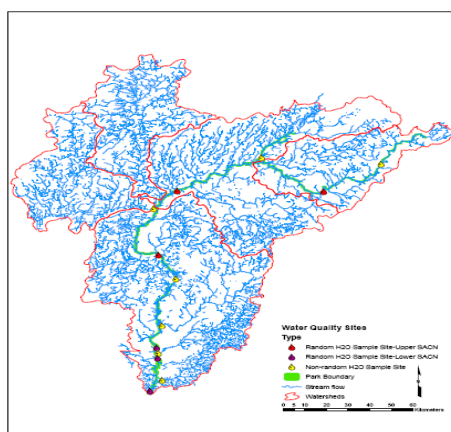 Water Quality Sites
Type
Random H2O Sample Site-Upper SACN
Random H2O Sample Site-Lower SACN
Non-random H2O Sample Site
Park Boundary
Stream flow
Watersheds
0 5 10 20 30 40 50 60
Kilometers